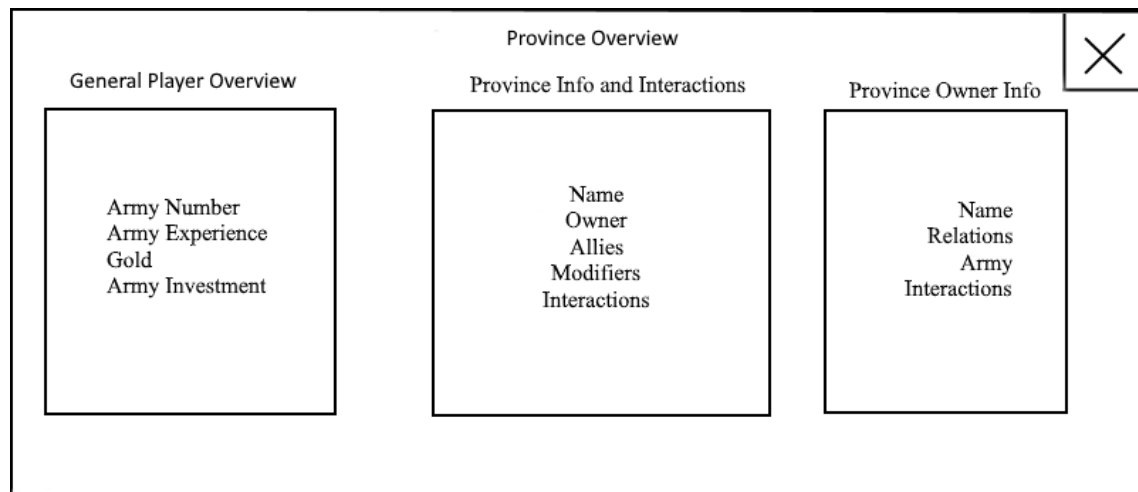 Province Overview
General Player Overview
Army Number
Army Experience
Gold
Army Investment
Province Info and Interactions
Name
Owner
Allies
Modifiers
Interactions
Province Owner Info
Name
Relations
Army
Interactions